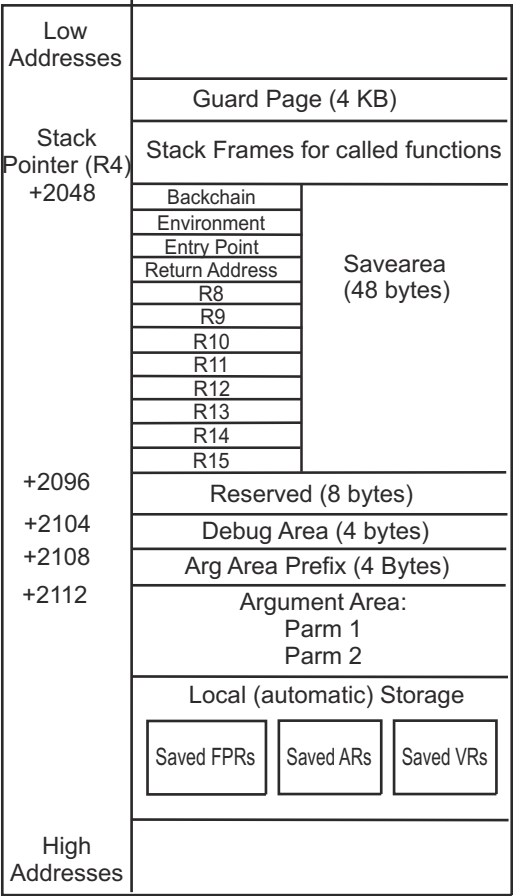 Low
Addresses
Guard Page (4 KB)
Stack
Pointer (R4)
+2048
Stack Frames for called functions
Backchain
Environment
Entry Point
Return Address
R8
R9
R10
R11
R12
R13
R14
R15
Savearea
(48 bytes)
+2096
Reserved (8 bytes)
+2104
Debug Area (4 bytes)
+2108
Arg Area Prefix (4 Bytes)
+2112
Argument Area:
Parm 1
Parm 2
Local (automatic) Storage
Saved FPRs
Saved ARs
Saved VRs
High
Addresses